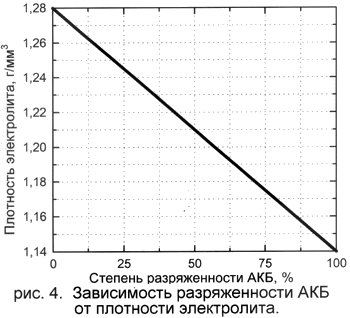 Плотность электролита, г/мм³
1,28
1,26
1,24
1,22
1,20
1,18
1,16
1,14
0 25 50 75 100
Степень разряженности АКБ, %
рис. 4. Зависимость разряженности АКБ
от плотности электролита.